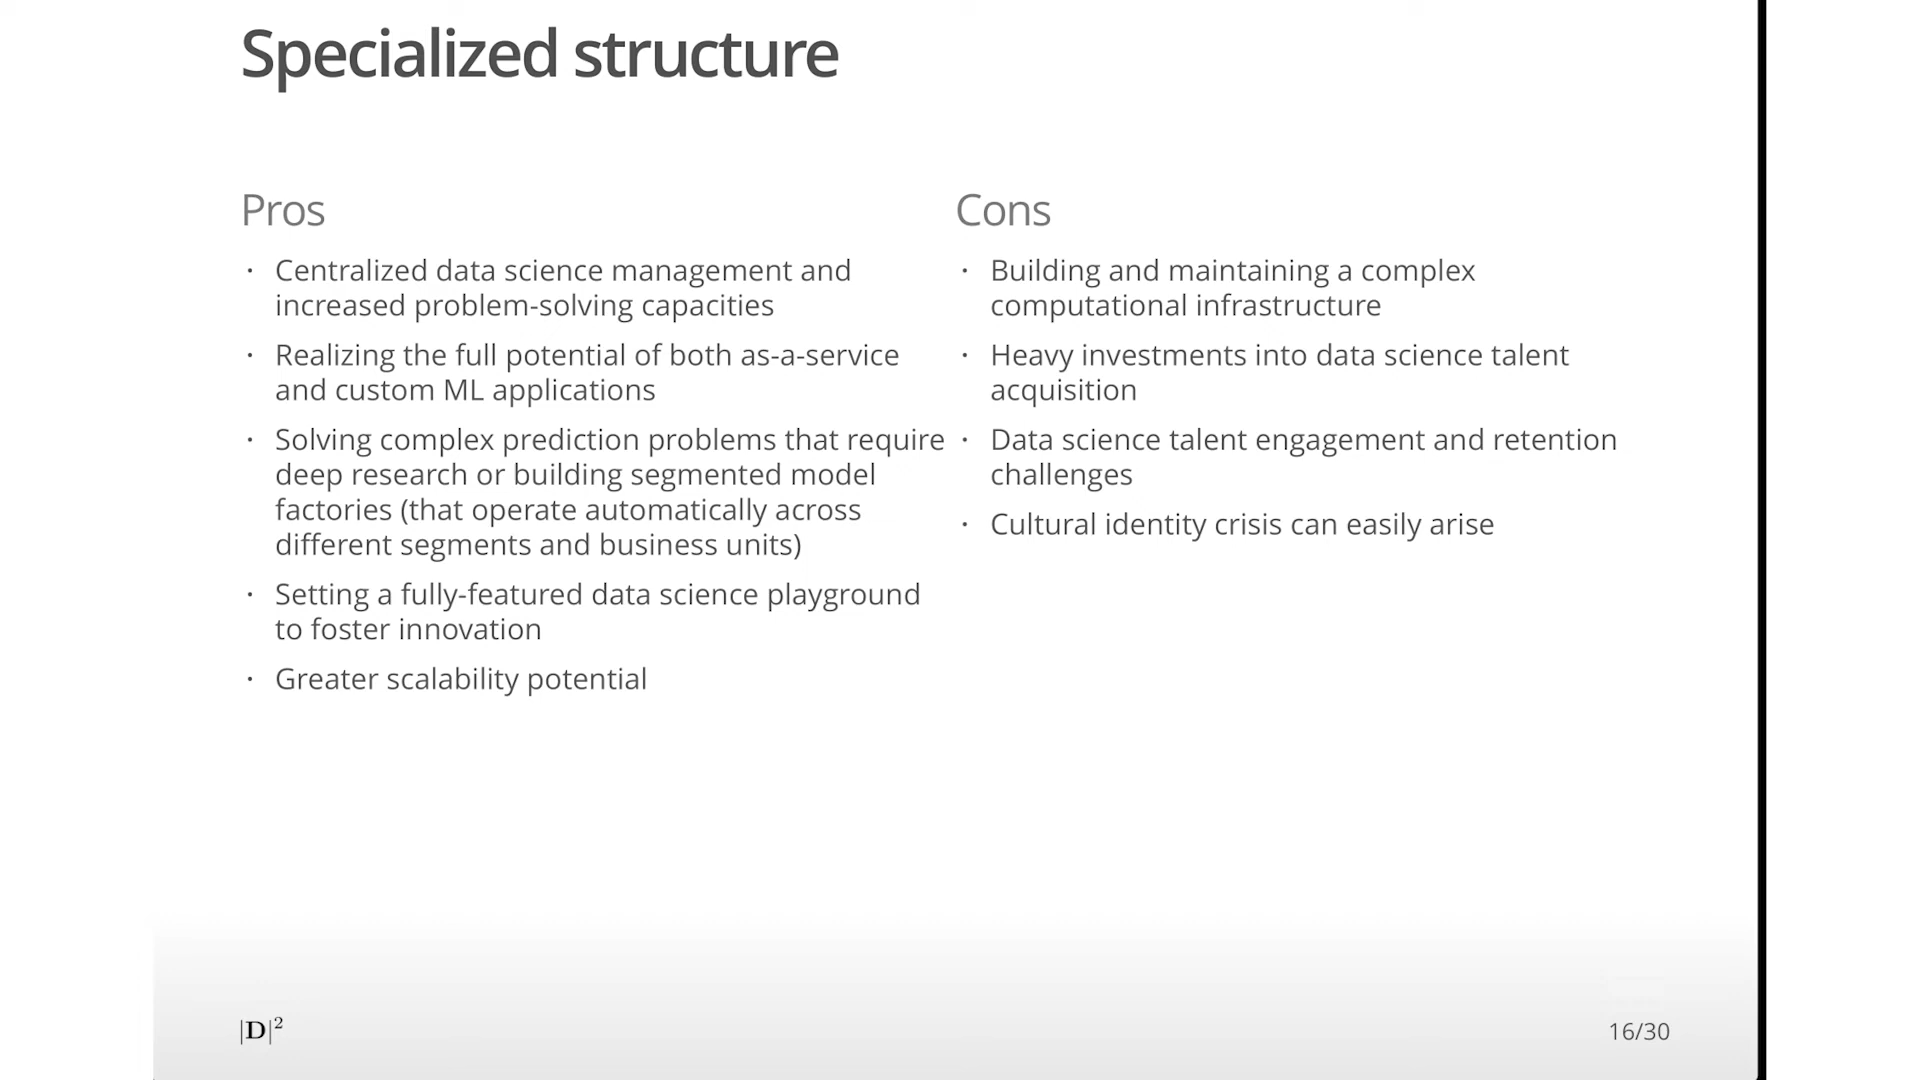 Specialized structure
Pros
· Centralized data science management and
increased problem-solving capacities
· Realizing the full potential of both as-a-service
and custom ML applications
· Solving complex prediction problems that require
deep research or building segmented model
factories (that operate automatically across
different segments and business units)
· Setting a fully-featured data science playground
to foster innovation
· Greater scalability potential
Cons
· Building and maintaining a complex
computational infrastructure
· Heavy investments into data science talent
acquisition
· Data science talent engagement and retention
challenges
· Cultural identity crisis can easily arise
|D|²
16/30